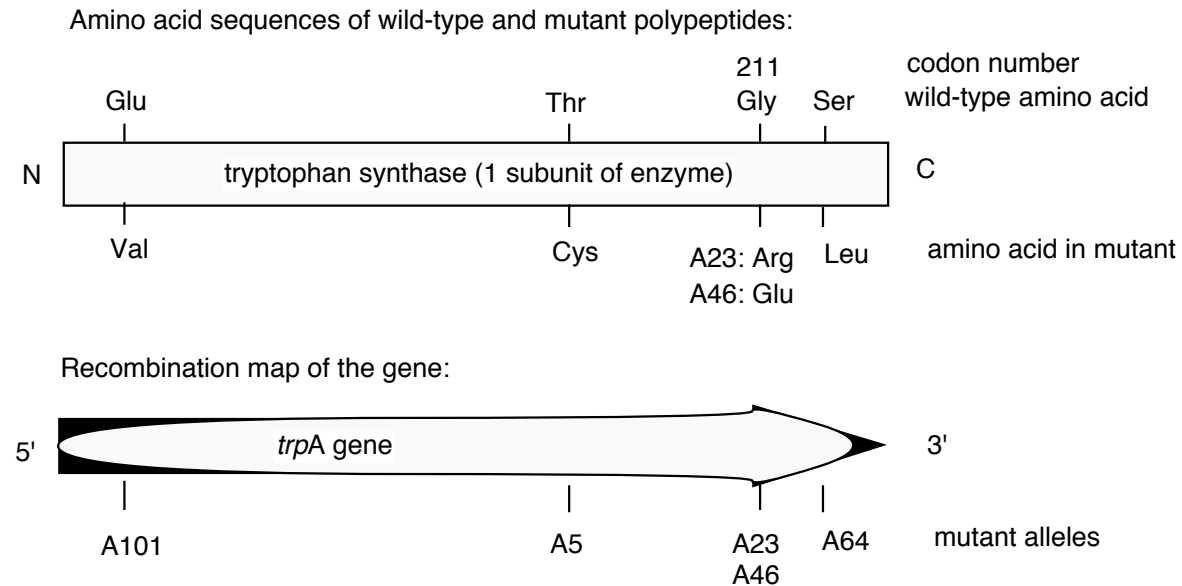 Amino acid sequences of wild-type and mutant polypeptides:
211 codon number
Glu Thr Gly Ser wild-type amino acid
N tryptophan synthase (1 subunit of enzyme) C
Val Cys A23: Arg Leu amino acid in mutant
A46: Glu
Recombination map of the gene:
5' trpA gene 3'
A101 A5 A23 A64 mutant alleles
A46